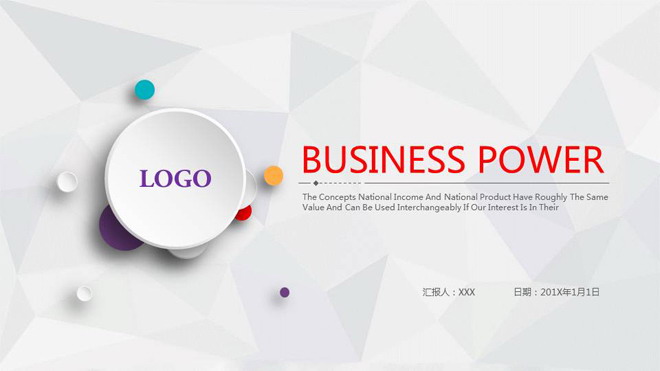 LOGO
BUSINESS POWER
The Concepts National Income And National Product Have Roughly The Same
Value And Can Be Used Interchangeably If Our Interest Is In Their
汇报人：XXX 日期：201X年1月1日